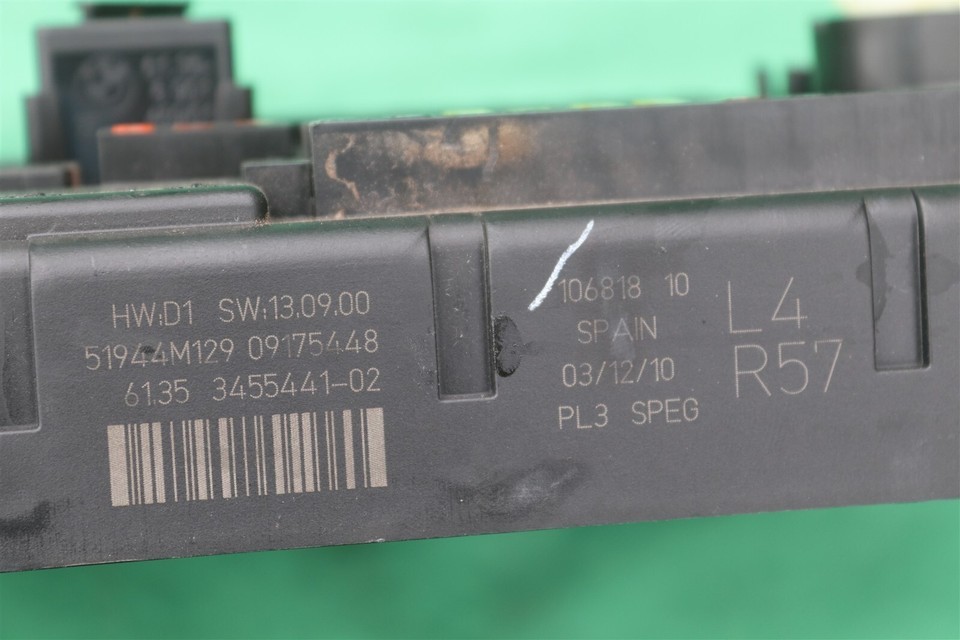 HW:D1 SW:13.09.00
51944M129 09175448
61.35 3455441-02
106818 10
SPAIN
03/12/10
PL3 SPEG
L4
R57